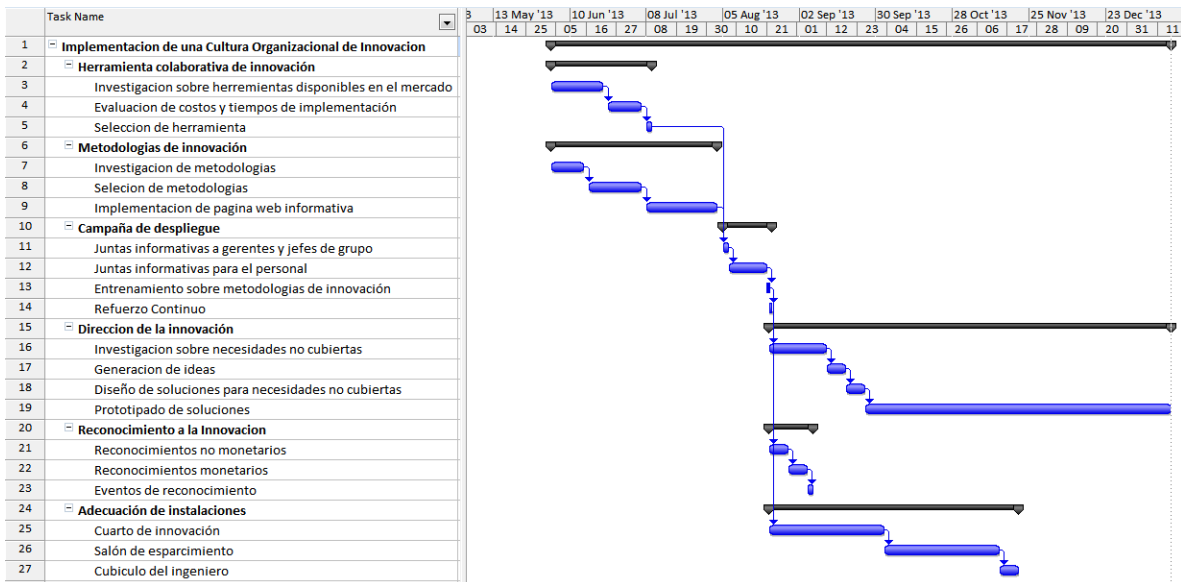 Task Name
3 13 May '13 10 Jun '13 08 Jul '13 05 Aug '13 02 Sep '13 30 Sep '13 28 Oct '13 25 Nov '13 23 Dec '13
03 14 25 05 16 27 08 19 30 10 21 01 12 23 04 15 26 06 17 28 09 20 31 11
1 Implementacion de una Cultura Organizacional de Innovacion
2 Herramienta colaborativa de innovación
3 Investigacion sobre herremientas disponibles en el mercado
4 Evaluacion de costos y tiempos de implementación
5 Seleccion de herramienta
6 Metodologias de innovación
7 Investigacion de metodologias
8 Selecion de metodologias
9 Implementacion de pagina web informativa
10 Campaña de despliegue
11 Juntas informativas a gerentes y jefes de grupo
12 Juntas informativas para el personal
13 Entrenamiento sobre metodologias de innovación
14 Refuerzo Continuo
15 Direccion de la innovación
16 Investigacion sobre necesidades no cubiertas
17 Generacion de ideas
18 Diseño de soluciones para necesidades no cubiertas
19 Prototipado de soluciones
20 Reconocimiento a la Innovacion
21 Reconocimientos no monetarios
22 Reconocimientos monetarios
23 Eventos de reconocimiento
24 Adecuación de instalaciones
25 Cuarto de innovación
26 Salón de esparcimiento
27 Cubiculo del ingeniero